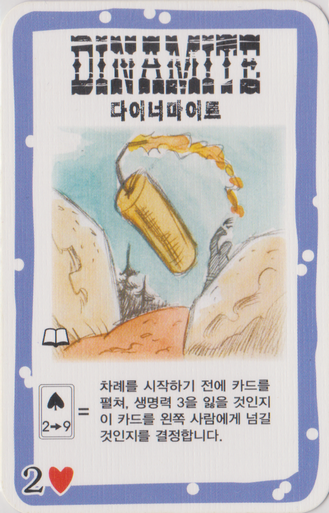 DINAMITE
다이너마이트
차례를 시작하기 전에 카드를
펼쳐, 생명력 3을 잃을 것인지
이 카드를 왼쪽 사람에게 넘길
것인지를 결정합니다.
♠
2→9
=
2♥